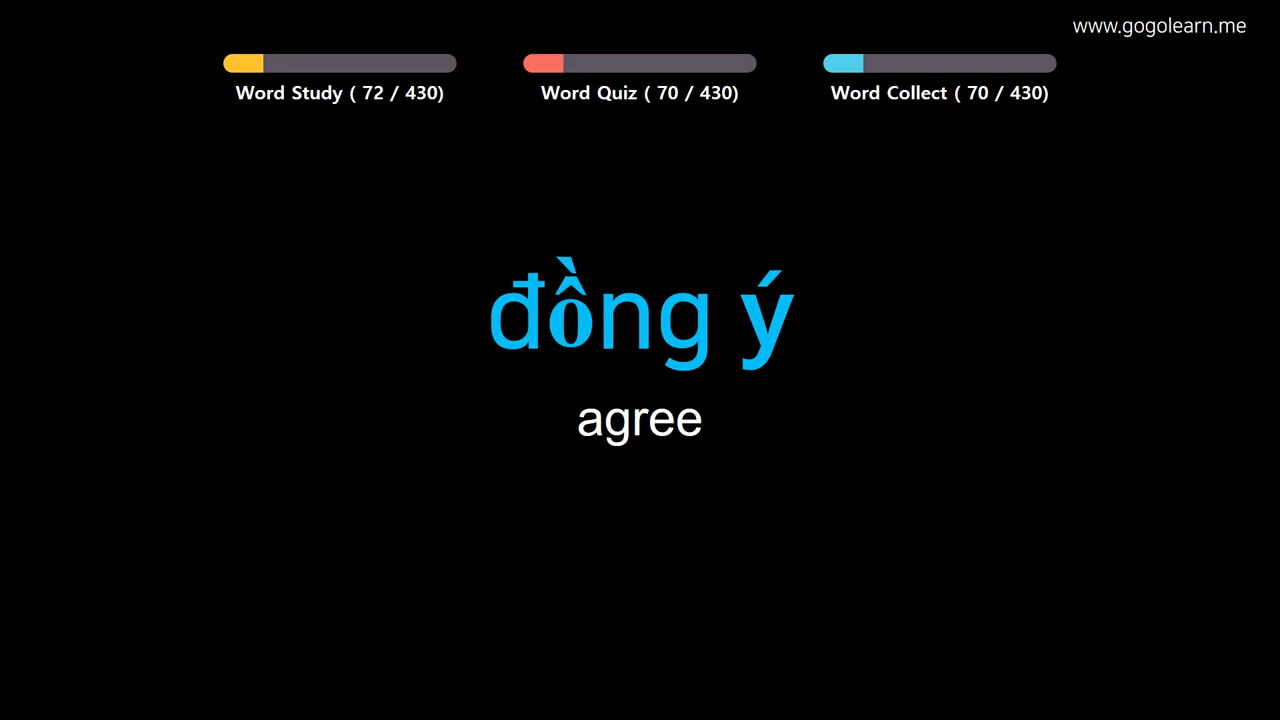 www.gogolearn.me
Word Study ( 72 / 430)
Word Quiz ( 70 / 430)
Word Collect ( 70 / 430)
đồng ý
agree